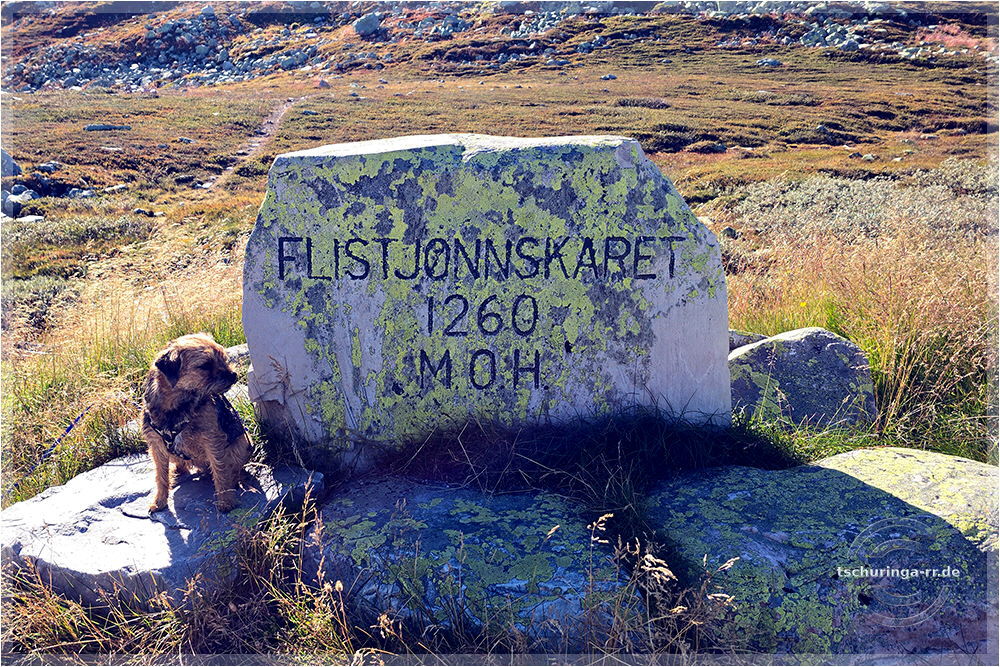 FLISTJØNNSKARET
1260
M.O.H.
tschuringa-rr.de